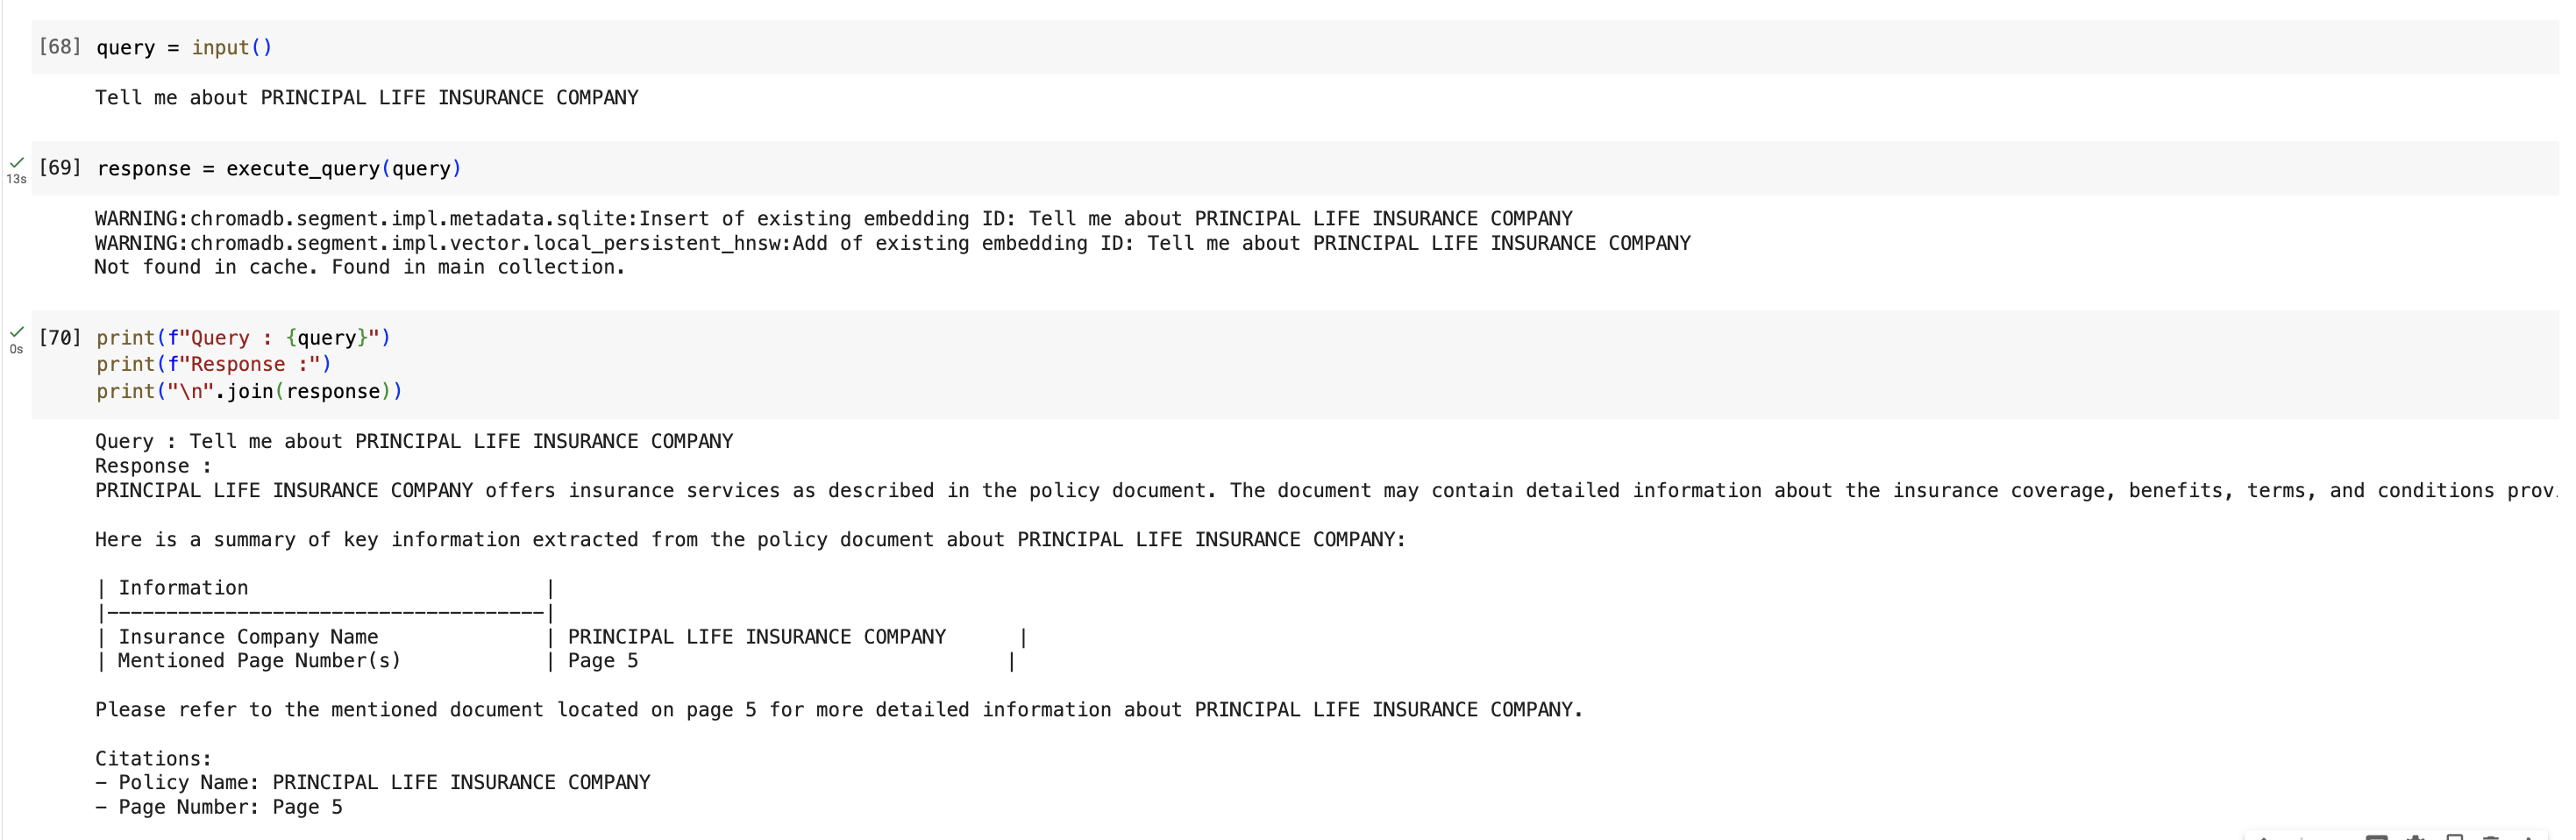 [68] query = input()
Tell me about PRINCIPAL LIFE INSURANCE COMPANY
[69] response = execute_query(query)
13s
WARNING:chromadb.segment.impl.metadata.sqlite:Insert of existing embedding ID: Tell me about PRINCIPAL LIFE INSURANCE COMPANY
WARNING:chromadb.segment.impl.vector.local_persistent_hnsw:Add of existing embedding ID: Tell me about PRINCIPAL LIFE INSURANCE COMPANY
Not found in cache. Found in main collection.
[70] print(f"Query : {query}")
0s
print(f"Response :")
print("\n".join(response))
Query : Tell me about PRINCIPAL LIFE INSURANCE COMPANY
Response :
PRINCIPAL LIFE INSURANCE COMPANY offers insurance services as described in the policy document. The document may contain detailed information about the insurance coverage, benefits, terms, and conditions prov
Here is a summary of key information extracted from the policy document about PRINCIPAL LIFE INSURANCE COMPANY:
| Information |
|-------------------------------------|
| Insurance Company Name | PRINCIPAL LIFE INSURANCE COMPANY |
| Mentioned Page Number(s) | Page 5 |
Please refer to the mentioned document located on page 5 for more detailed information about PRINCIPAL LIFE INSURANCE COMPANY.
Citations:
- Policy Name: PRINCIPAL LIFE INSURANCE COMPANY
- Page Number: Page 5